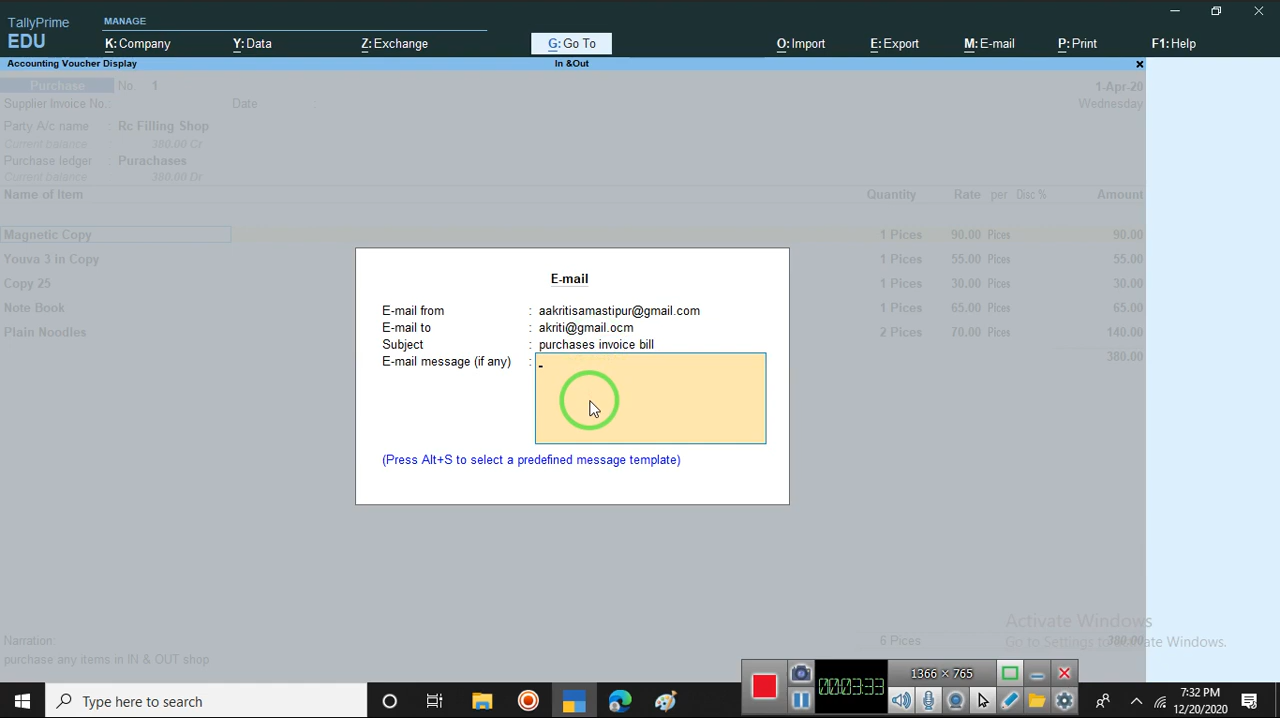 TallyPrime
EDU
MANAGE
K: Company
Y: Data
Z: Exchange
G: Go To
O: Import
E: Export
M: E-mail
P: Print
F1: Help
Accounting Voucher Display
In &Out
Purchase No. 1
1-Apr-20
Supplier Invoice No.:
Date :
Wednesday
Party A/c name : Rc Filling Shop
Current balance : 380.00 Cr
Purchase ledger : Purachases
Current balance : 380.00 Dr
Name of Item Quantity Rate per Disc % Amount
Magnetic Copy 1 Pices 90.00 Pices 90.00
Youva 3 in Copy 1 Pices 55.00 Pices 55.00
Copy 25 1 Pices 30.00 Pices 30.00
Note Book 1 Pices 65.00 Pices 65.00
Plain Noodles 2 Pices 70.00 Pices 140.00
380.00
E-mail
E-mail from : aakritisamastipur@gmail.com
E-mail to : akriti@gmail.ocm
Subject : purchases invoice bill
E-mail message (if any) :
(Press Alt+S to select a predefined message template)
Activate Windows
Go to Settings to activate Windows.
Narration:
6 Pices 380.00
purchase any items in IN & OUT shop
Type here to search
000:03:33
1366 × 765
7:32 PM
12/20/2020